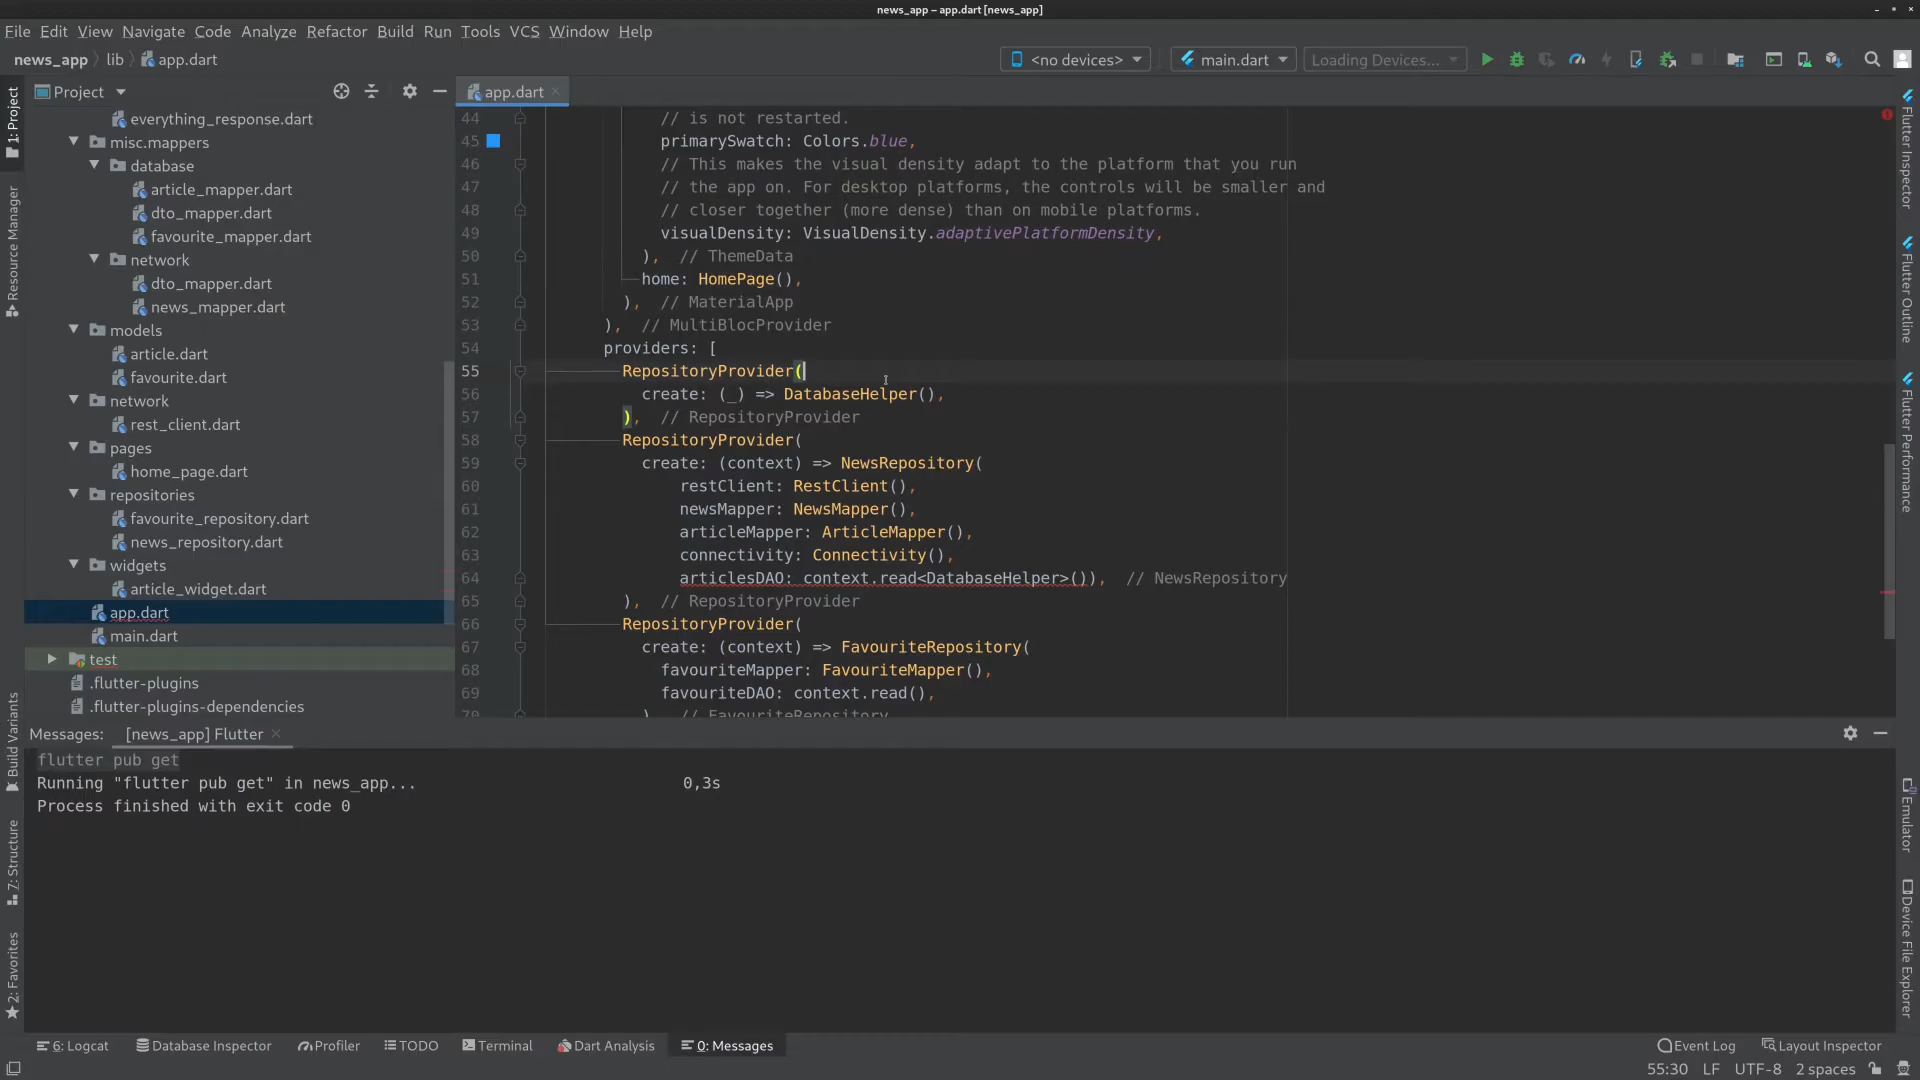 news_app – app.dart [news_app]
File Edit View Navigate Code Analyze Refactor Build Run Tools VCS Window Help
news_app lib app.dart
<no devices> main.dart Loading Devices...
Project
app.dart
1: Project
Resource Manager
Build Variants
7: Structure
2: Favorites
everything_response.dart
misc.mappers
database
article_mapper.dart
dto_mapper.dart
favourite_mapper.dart
network
dto_mapper.dart
news_mapper.dart
models
article.dart
favourite.dart
network
rest_client.dart
pages
home_page.dart
repositories
favourite_repository.dart
news_repository.dart
widgets
article_widget.dart
app.dart
main.dart
test
.flutter-plugins
.flutter-plugins-dependencies
44 // is not restarted.
45 primarySwatch: Colors.blue,
46 // This makes the visual density adapt to the platform that you run
47 // the app on. For desktop platforms, the controls will be smaller and
48 // closer together (more dense) than on mobile platforms.
49 visualDensity: VisualDensity.adaptivePlatformDensity,
50 ), // ThemeData
51 home: HomePage(),
52 ), // MaterialApp
53 ), // MultiBlocProvider
54 providers: [
55 RepositoryProvider(
56 create: (_) => DatabaseHelper(),
57 ), // RepositoryProvider
58 RepositoryProvider(
59 create: (context) => NewsRepository(
60 restClient: RestClient(),
61 newsMapper: NewsMapper(),
62 articleMapper: ArticleMapper(),
63 connectivity: Connectivity(),
64 articlesDAO: context.read<DatabaseHelper>()), // NewsRepository
65 ), // RepositoryProvider
66 RepositoryProvider(
67 create: (context) => FavouriteRepository(
68 favouriteMapper: FavouriteMapper(),
69 favouriteDAO: context.read(),
70 ), // FavouriteRepository
Flutter Inspector
Flutter Outline
Flutter Performance
Emulator
Device File Explorer
Messages: [news_app] Flutter
flutter pub get
Running "flutter pub get" in news_app... 0,3s
Process finished with exit code 0
6: Logcat Database Inspector Profiler TODO Terminal Dart Analysis 0: Messages Event Log Layout Inspector
55:30 LF UTF-8 2 spaces